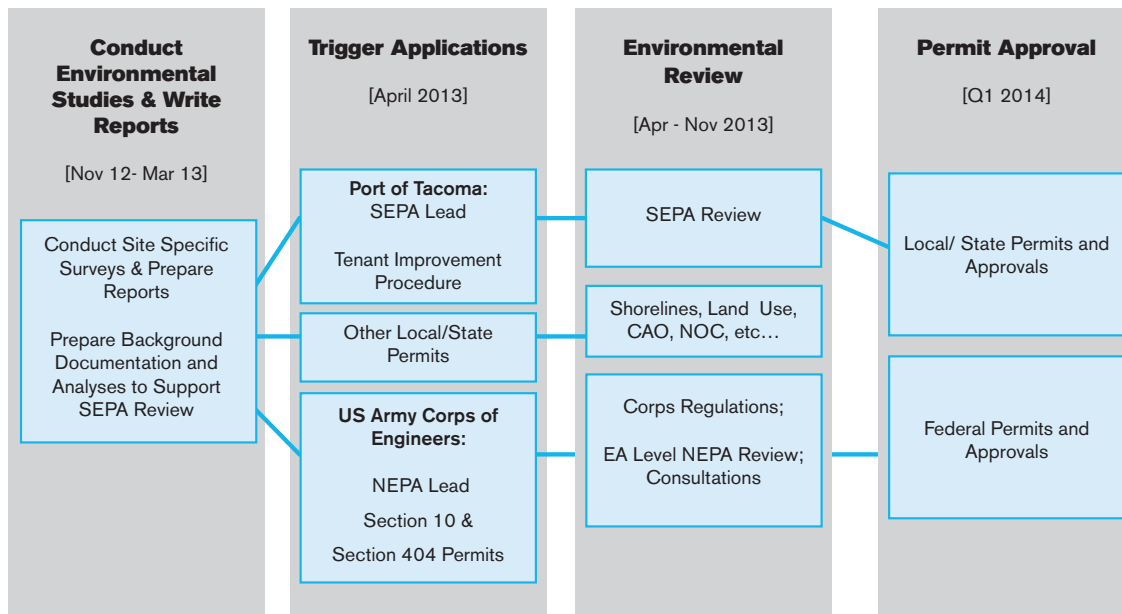 Conduct
Environmental
Studies & Write
Reports
[Nov 12- Mar 13]
Conduct Site Specific
Surveys & Prepare
Reports
Prepare Background
Documentation and
Analyses to Support
SEPA Review
Trigger Applications
[April 2013]
Port of Tacoma:
SEPA Lead
Tenant Improvement
Procedure
Other Local/State
Permits
US Army Corps of
Engineers:
NEPA Lead
Section 10 &
Section 404 Permits
Environmental
Review
[Apr - Nov 2013]
SEPA Review
Shorelines, Land Use,
CAO, NOC, etc…
Corps Regulations;
EA Level NEPA Review;
Consultations
Permit Approval
[Q1 2014]
Local/ State Permits and
Approvals
Federal Permits and
Approvals